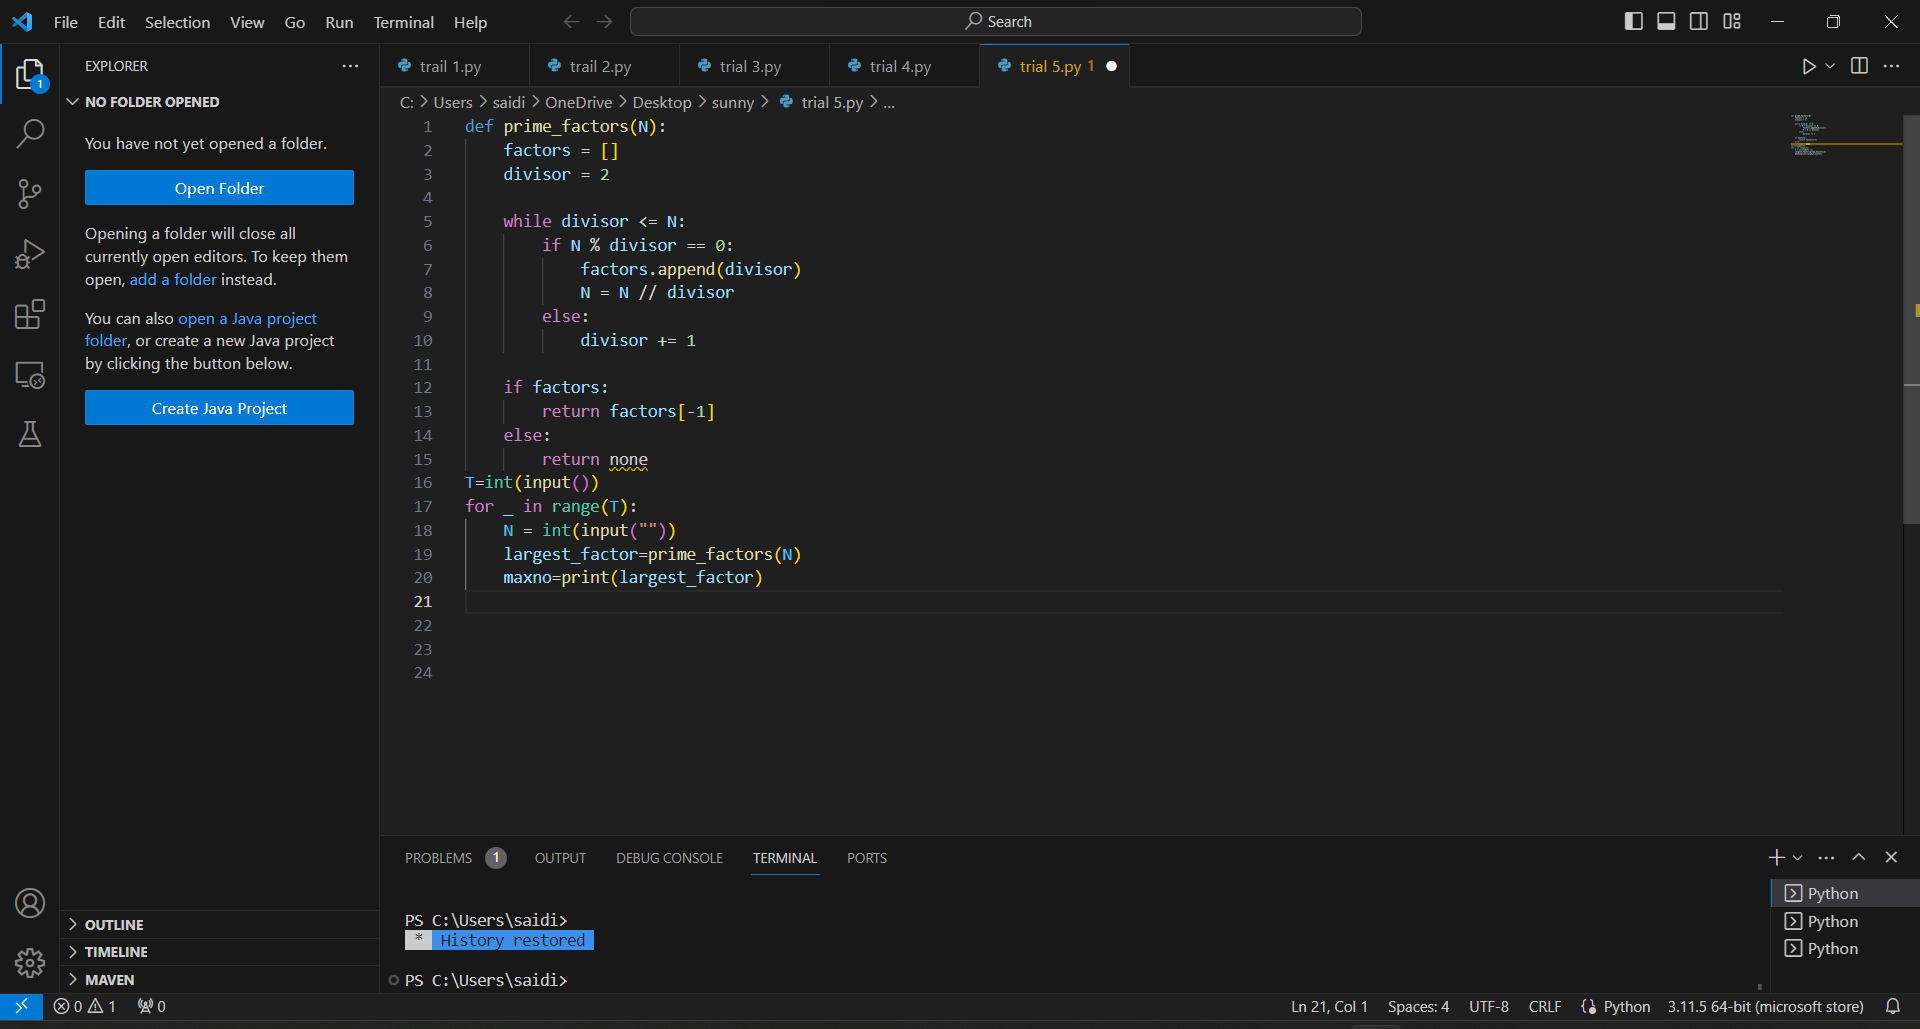 File Edit Selection View Go Run Terminal Help
Search
EXPLORER
NO FOLDER OPENED
You have not yet opened a folder.
Open Folder
Opening a folder will close all
currently open editors. To keep them
open, add a folder instead.
You can also open a Java project
folder, or create a new Java project
by clicking the button below.
Create Java Project
OUTLINE
TIMELINE
MAVEN
trail 1.py trail 2.py trial 3.py trial 4.py trial 5.py 1
C: > Users > saidi > OneDrive > Desktop > sunny > trial 5.py > ...
1 def prime_factors(N):
2     factors = []
3     divisor = 2
4
5     while divisor <= N:
6         if N % divisor == 0:
7             factors.append(divisor)
8             N = N // divisor
9         else:
10             divisor += 1
11
12     if factors:
13         return factors[-1]
14     else:
15         return none
16 T=int(input())
17 for _ in range(T):
18     N = int(input(""))
19     largest_factor=prime_factors(N)
20     maxno=print(largest_factor)
21
22
23
24
PROBLEMS 1 OUTPUT DEBUG CONSOLE TERMINAL PORTS
PS C:\Users\saidi>
* History restored
PS C:\Users\saidi>
Python
Python
Python
1
0 1 0
Ln 21, Col 1 Spaces: 4 UTF-8 CRLF Python 3.11.5 64-bit (microsoft store)